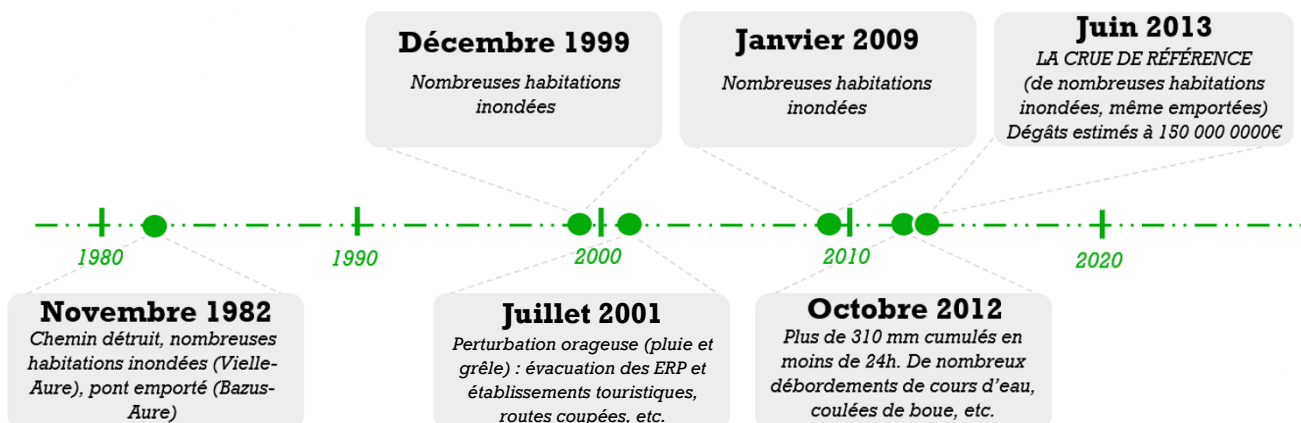 Décembre 1999
Nombreuses habitations
inondées
Janvier 2009
Nombreuses habitations
inondées
Juin 2013
LA CRUE DE RÉFÉRENCE
(de nombreuses habitations
inondées, même emportées)
Dégâts estimés à 150 000 0000€
1980
1990
2000
2010
2020
Novembre 1982
Chemin détruit, nombreuses
habitations inondées (Vielle-
Aure), pont emporté (Bazus-
Aure)
Juillet 2001
Perturbation orageuse (pluie et
grêle) : évacuation des ERP et
établissements touristiques,
routes coupées, etc.
Octobre 2012
Plus de 310 mm cumulés en
moins de 24h. De nombreux
débordements de cours d'eau,
coulées de boue, etc.